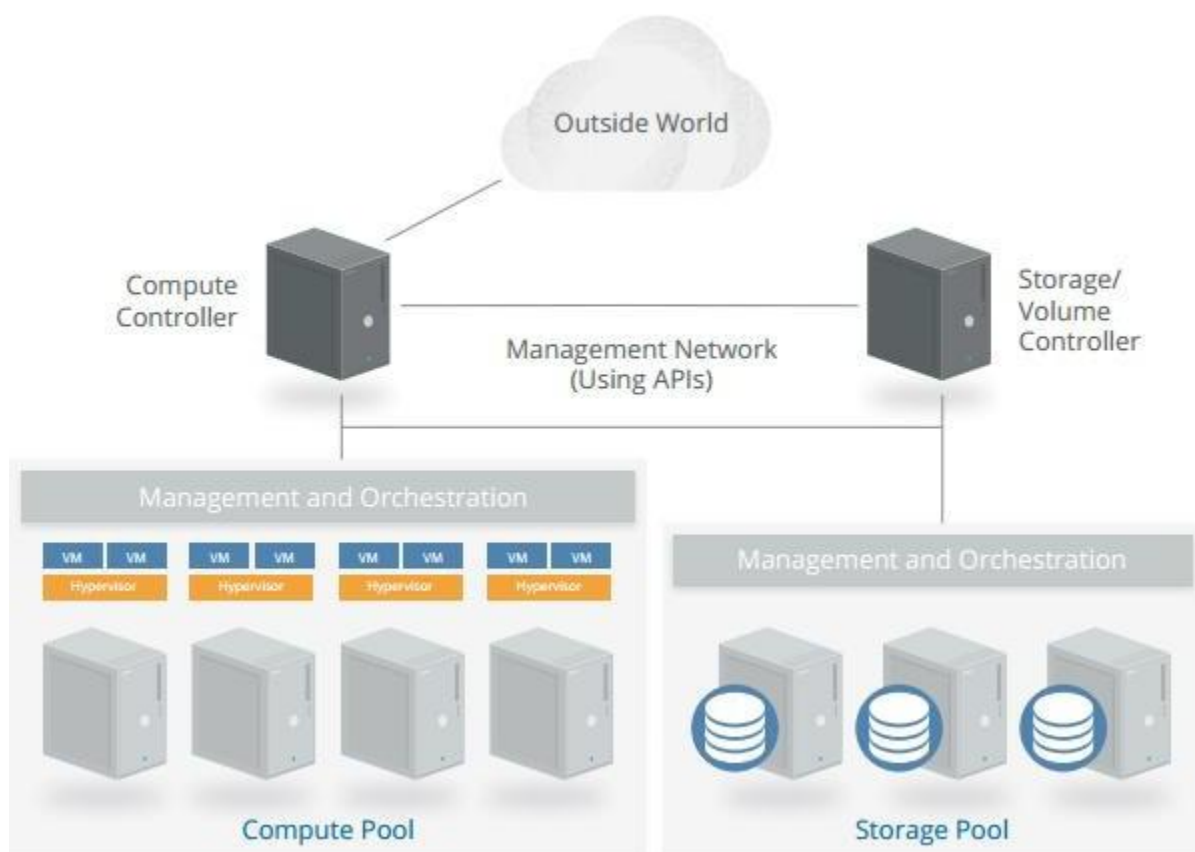 Outside World
Compute
Controller
Storage/
Volume
Controller
Management Network
(Using APIs)
Management and Orchestration
VM VM VM VM VM VM VM VM
Hypervisor Hypervisor Hypervisor Hypervisor
Compute Pool
Management and Orchestration
Storage Pool